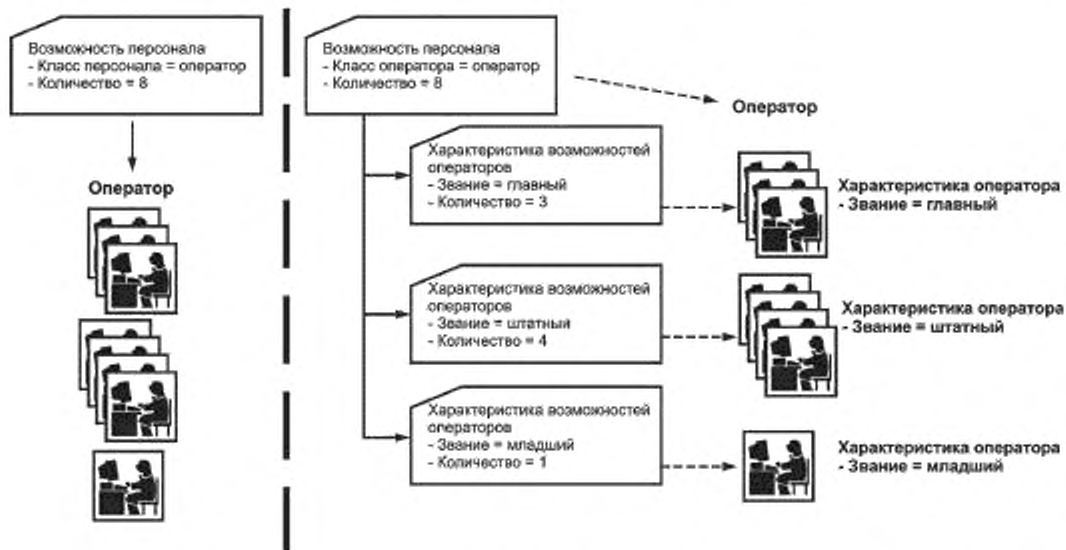 Возможность персонала
- Класс персонала = оператор
- Количество = 8
Оператор
Возможность персонала
- Класс оператора = оператор
- Количество = 8
Оператор
Характеристика возможностей
операторов
- Звание = главный
- Количество = 3
Характеристика оператора
- Звание = главный
Характеристика возможностей
операторов
- Звание = штатный
- Количество = 4
Характеристика оператора
- Звание = штатный
Характеристика возможностей
операторов
- Звание = младший
- Количество = 1
Характеристика оператора
- Звание = младший